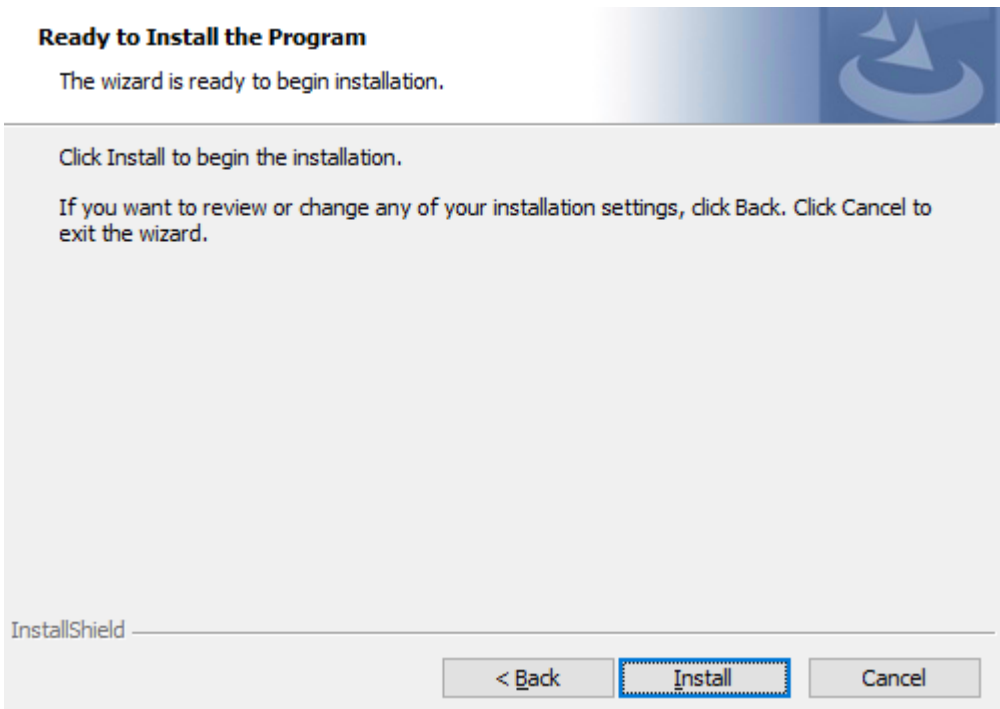 Ready to Install the Program
The wizard is ready to begin installation.
Click Install to begin the installation.
If you want to review or change any of your installation settings, click Back. Click Cancel to
exit the wizard.
InstallShield
< Back
Install
Cancel